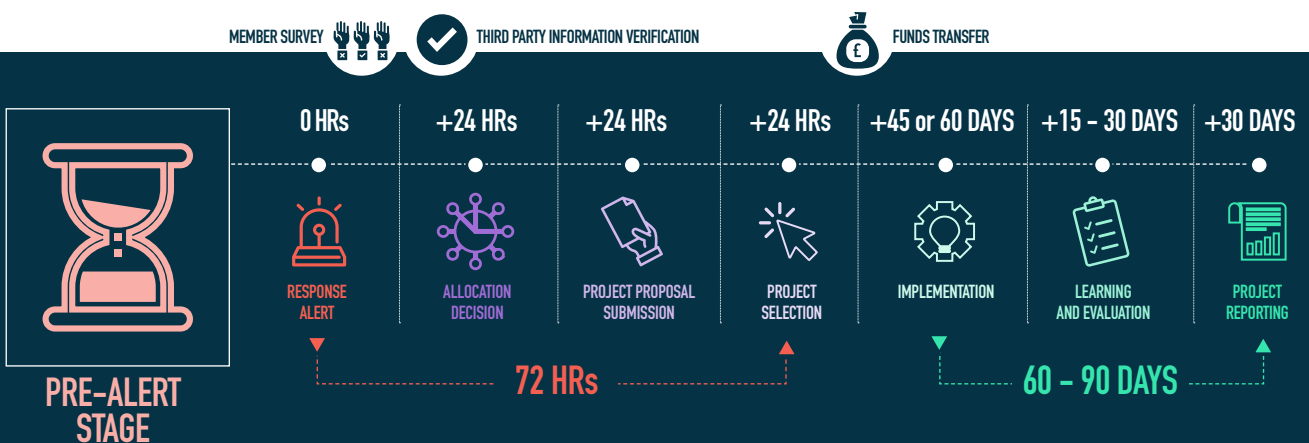 MEMBER SURVEY
THIRD PARTY INFORMATION VERIFICATION
£
FUNDS TRANSFER
0 HRs
+24 HRs
+24 HRs
+24 HRs
+45 or 60 DAYS
+15 - 30 DAYS
+30 DAYS
RESPONSE
ALERT
ALLOCATION
DECISION
PROJECT PROPOSAL
SUBMISSION
PROJECT
SELECTION
IMPLEMENTATION
LEARNING
AND EVALUATION
PROJECT
REPORTING
72 HRs
60 - 90 DAYS
PRE-ALERT
STAGE